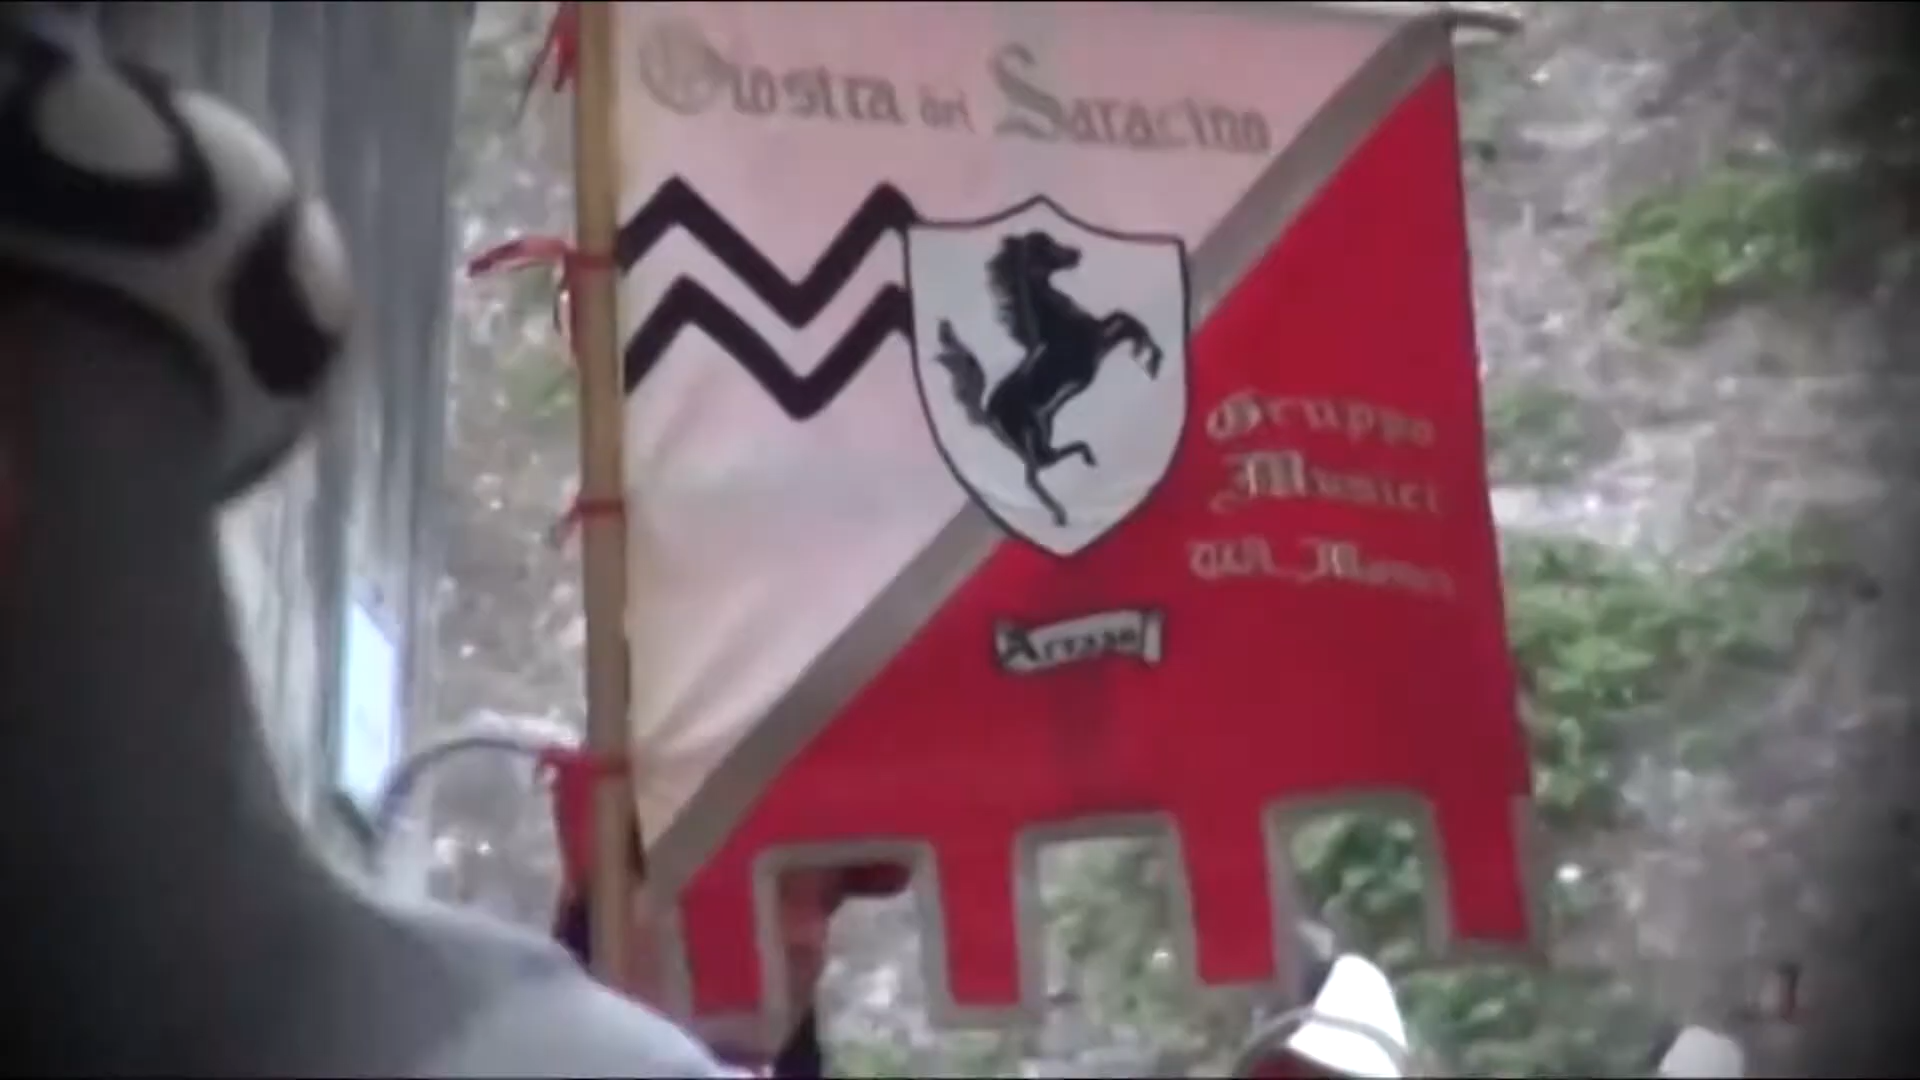 Giostra del Saracino
Gruppo
Musici
Arezzo